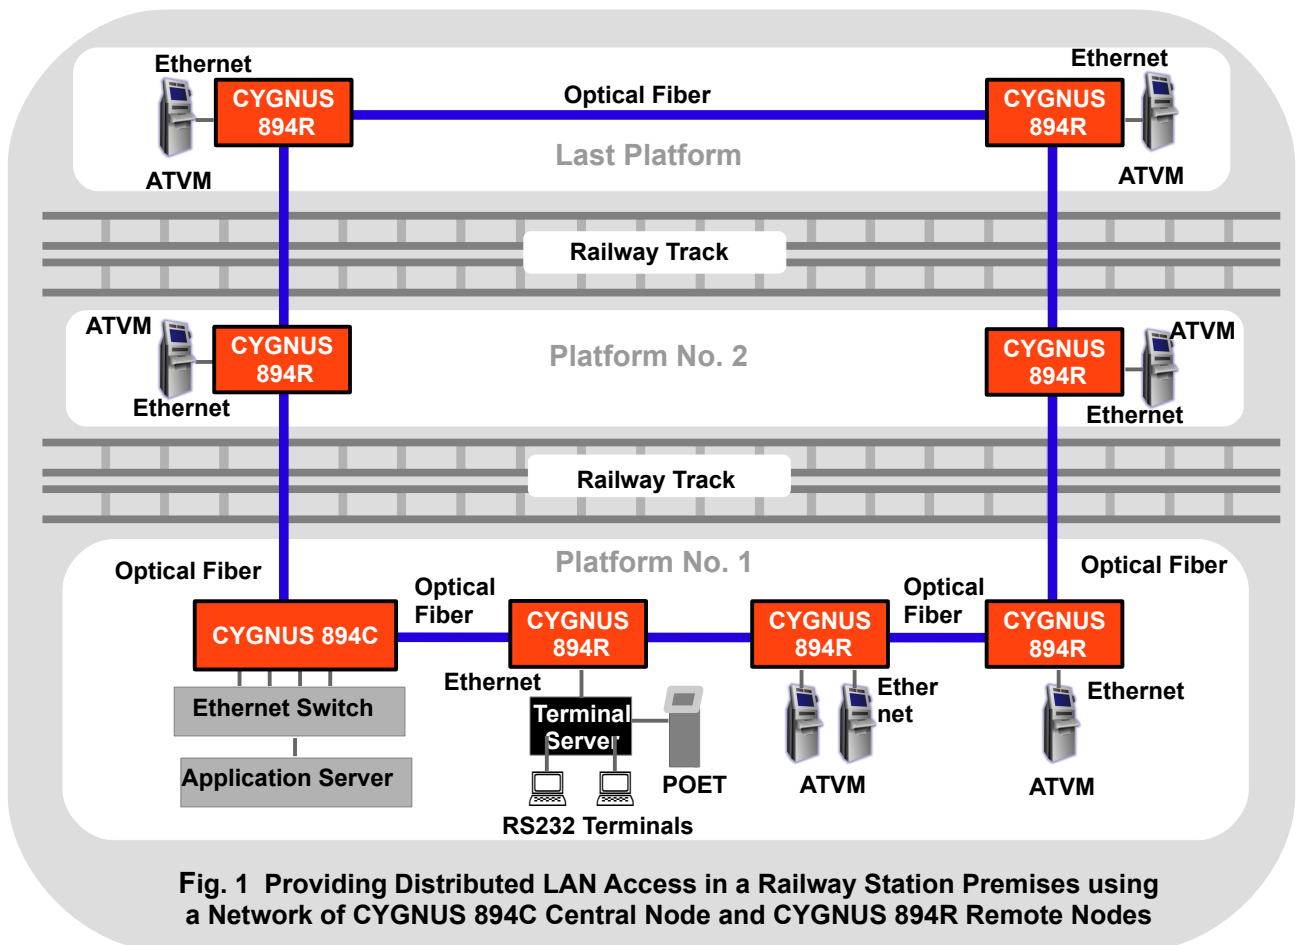 Ethernet
CYGNUS
894R
ATVM
Optical Fiber
Last Platform
Ethernet
CYGNUS
894R
ATVM
Railway Track
ATVM
CYGNUS
894R
Ethernet
Platform No. 2
CYGNUS
894R
ATVM
Ethernet
Railway Track
Platform No. 1
Optical Fiber
Optical
Fiber
Optical
Fiber
Optical Fiber
CYGNUS 894C
CYGNUS
894R
CYGNUS
894R
CYGNUS
894R
Ethernet Switch
Application Server
Ethernet
Terminal
Server
POET
RS232 Terminals
Ether
net
ATVM
Ethernet
ATVM
Fig. 1 Providing Distributed LAN Access in a Railway Station Premises using
a Network of CYGNUS 894C Central Node and CYGNUS 894R Remote Nodes